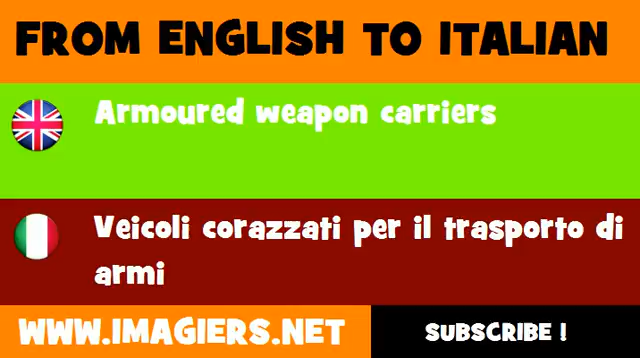 FROM ENGLISH TO ITALIAN
Armoured weapon carriers
Veicoli corazzati per il trasporto di
armi
WWW.IMAGIERS.NET
SUBSCRIBE !